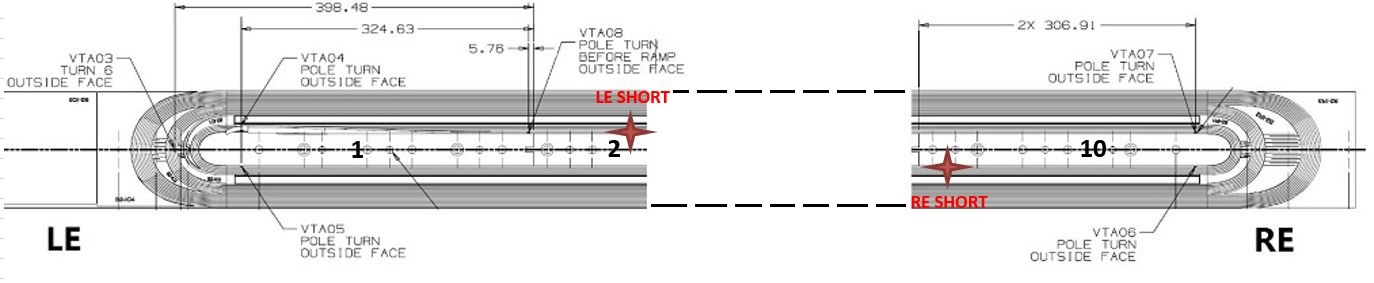 398.48
324.63
5.76
2X 306.91
VTA03
TURN 6
OUTSIDE FACE
VTA04
POLE TURN
OUTSIDE FACE
VTA08
POLE TURN
BEFORE RAMP
OUTSIDE FACE
VTA07
POLE TURN
OUTSIDE FACE
LE SHORT
1
2
10
RE SHORT
VTA05
POLE TURN
OUTSIDE FACE
VTA06
POLE TURN
OUTSIDE FACE
LE
RE